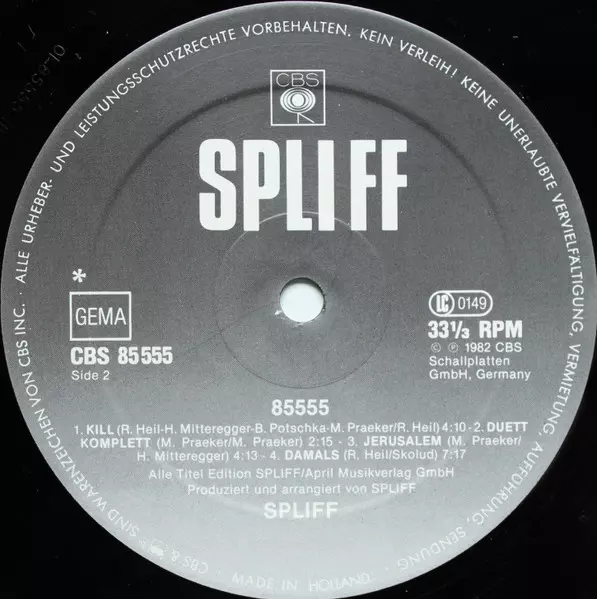 · ALLE URHEBER- UND LEISTUNGSSCHUTZRECHTE VORBEHALTEN. KEIN VERLEIH! KEINE UNERLAUBTE VERVIELFÄLTIGUNG, VERMIETUNG, AUFFÜHRUNG, SENDUNG
CBS
SPLIFF
*
GEMA
CBS 85555
Side 2
LC 0149
33⅓ RPM
© ℗ 1982 CBS
Schallplatten
GmbH, Germany
85555
1. KILL (R. Heil-H. Mitteregger-B. Potschka-M. Praeker/R. Heil) 4:10 - 2. DUETT
KOMPLETT (M. Praeker/M. Praeker) 2:15 - 3. JERUSALEM (M. Praeker/
H. Mitteregger) 4:13 - 4. DAMALS (R. Heil/Skolud) 7:17
Alle Titel Edition SPLIFF/April Musikverlag GmbH
Produziert und arrangiert von SPLIFF
SPLIFF
CBS & SIND WARENZEICHEN VON CBS INC.
MADE IN HOLLAND